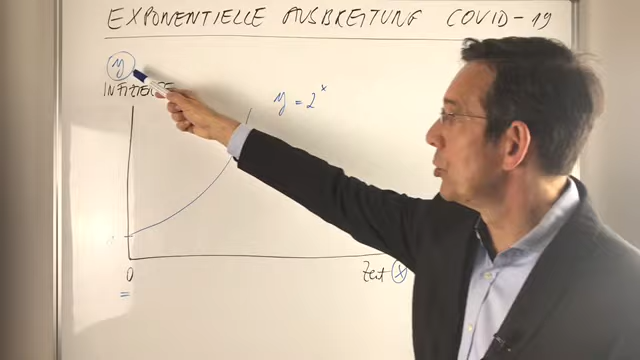 EXPONENTIELLE AUSBREITUNG COVID-19
y
INFIZIERTE
y = 2^x
Zeit x
0